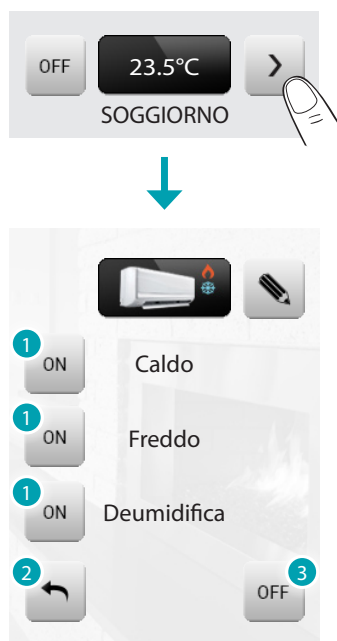 OFF 23.5°C
SOGGIORNO
1
ON Caldo
1
ON Freddo
1
ON Deumidifica
2 3
OFF